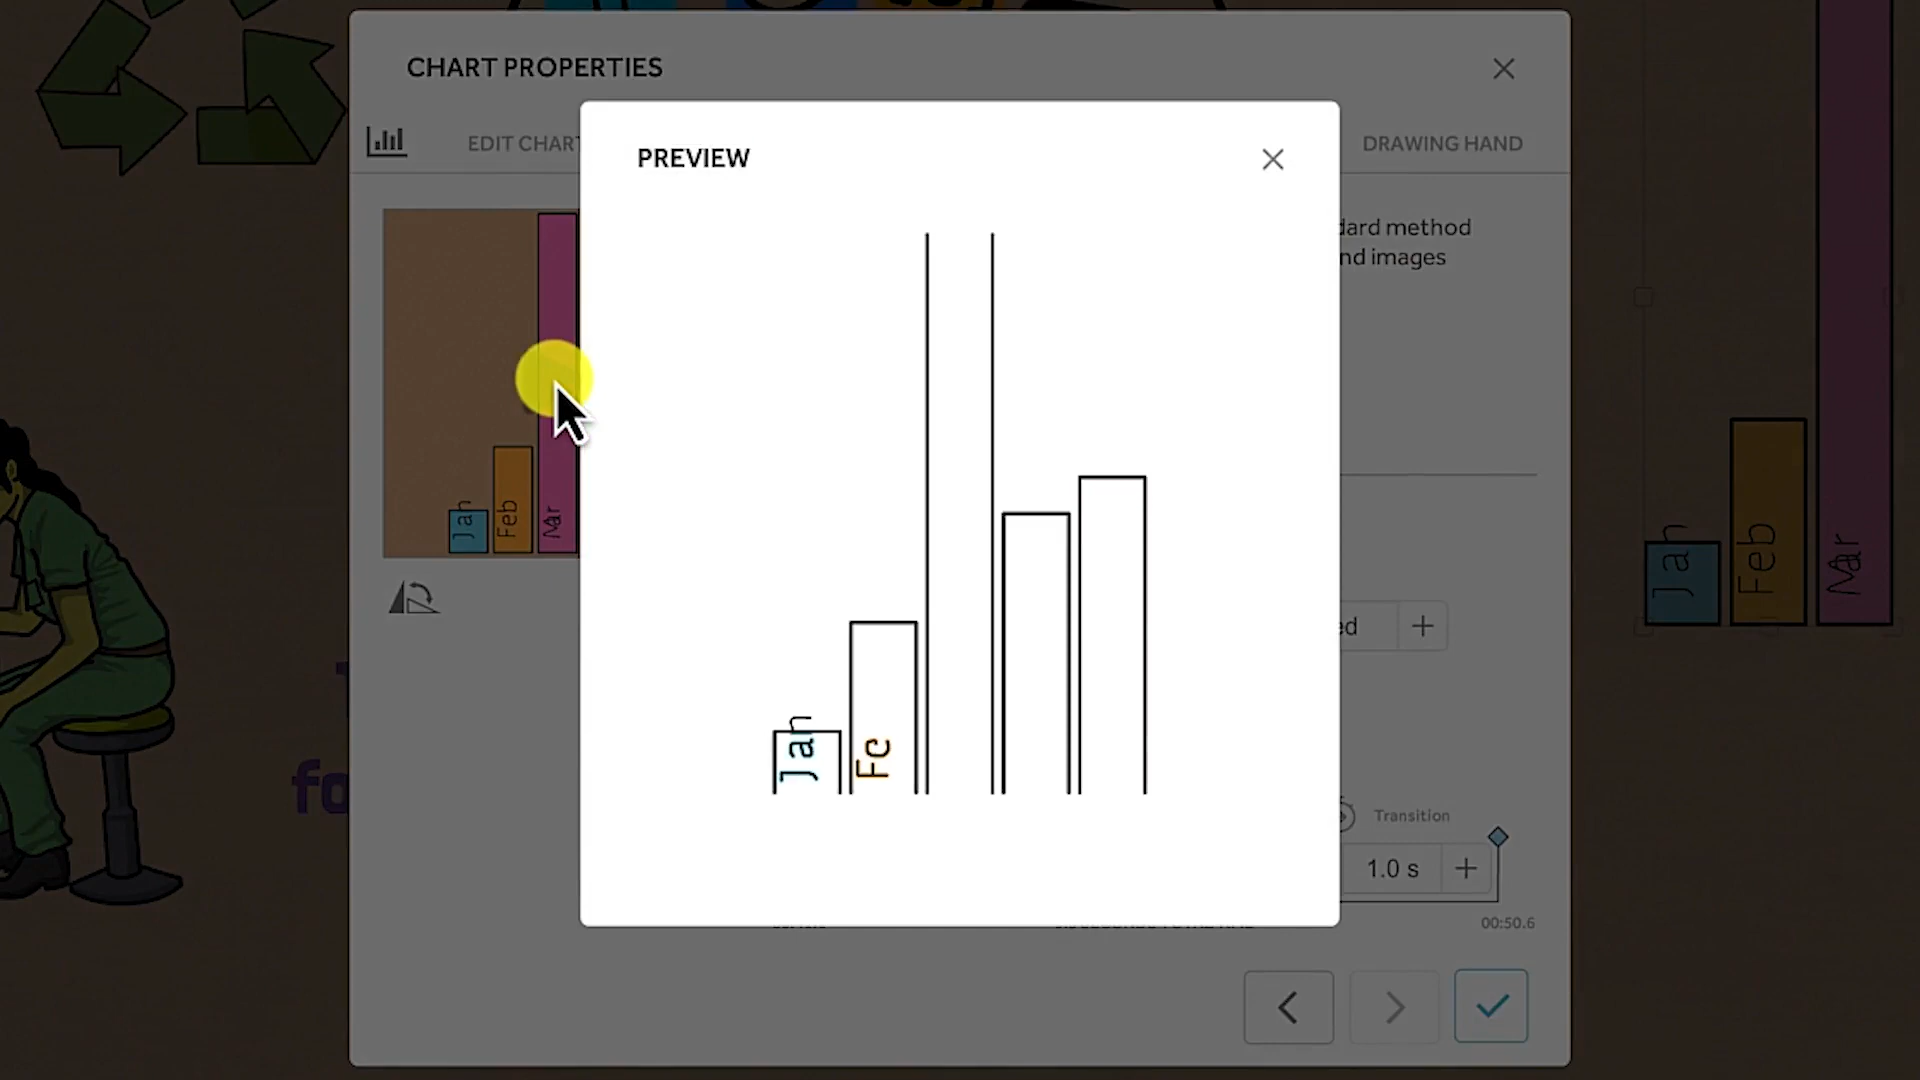 CHART PROPERTIES
EDIT CHART
DRAWING HAND
PREVIEW
dard method
nd images
Jan
Feb
Mar
Jan
Fc
Jan
Feb
Mar
ed
fo
Transition
1.0 s
00:50.6